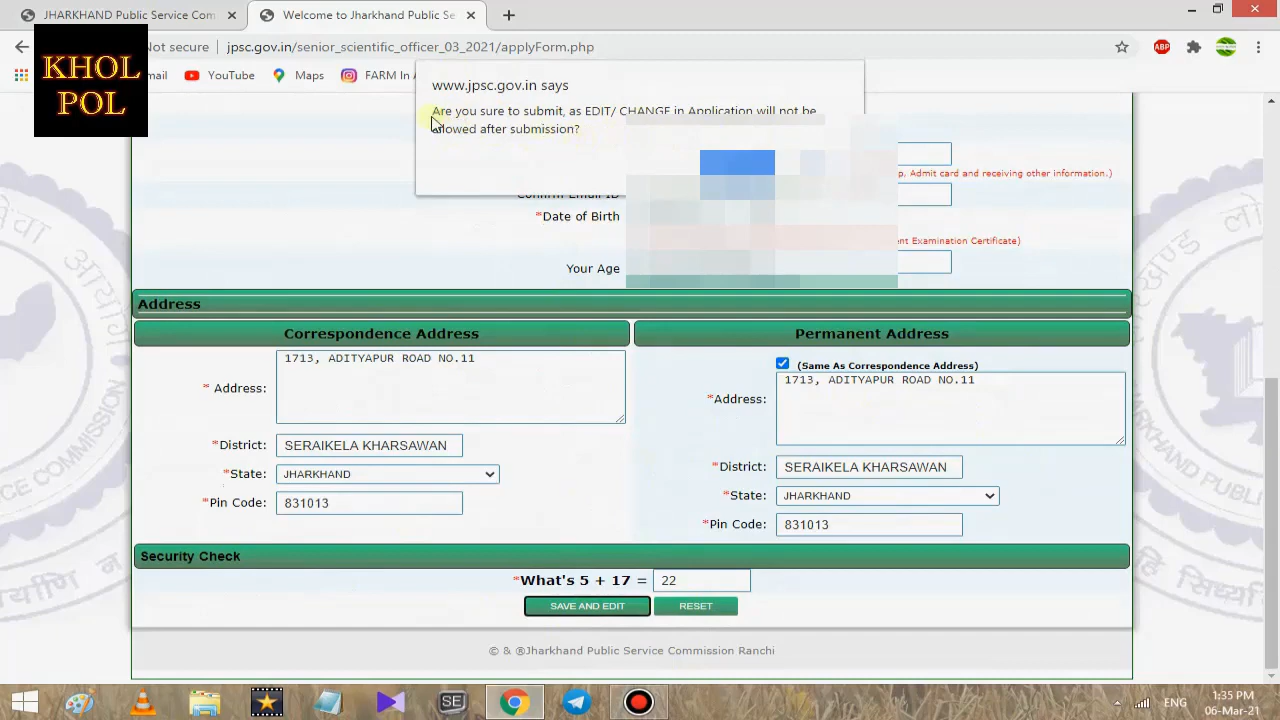 JHARKHAND Public Service Co
Welcome to Jharkhand Public Se
Not secure
jpsc.gov.in/senior_scientific_officer_03_2021/applyForm.php
ABP
KHOL
POL
mail
YouTube
Maps
FARM In A
www.jpsc.gov.in says
Are you sure to submit, as EDIT/ CHANGE in Application will not be
allowed after submission?
p, Admit card and receiving other information.)
Confirm Email ID
*Date of Birth
ent Examination Certificate)
Your Age
Address
Correspondence Address
Permanent Address
* Address:
1713, ADITYAPUR ROAD NO.11
(Same As Correspondence Address)
*Address:
1713, ADITYAPUR ROAD NO.11
*District:
SERAIKELA KHARSAWAN
*State:
JHARKHAND
*Pin Code:
831013
*District:
SERAIKELA KHARSAWAN
*State:
JHARKHAND
*Pin Code:
831013
Security Check
*What's 5 + 17 =
22
SAVE AND EDIT
RESET
© & @Jharkhand Public Service Commission Ranchi
SE
ENG
1:35 PM
06-Mar-21